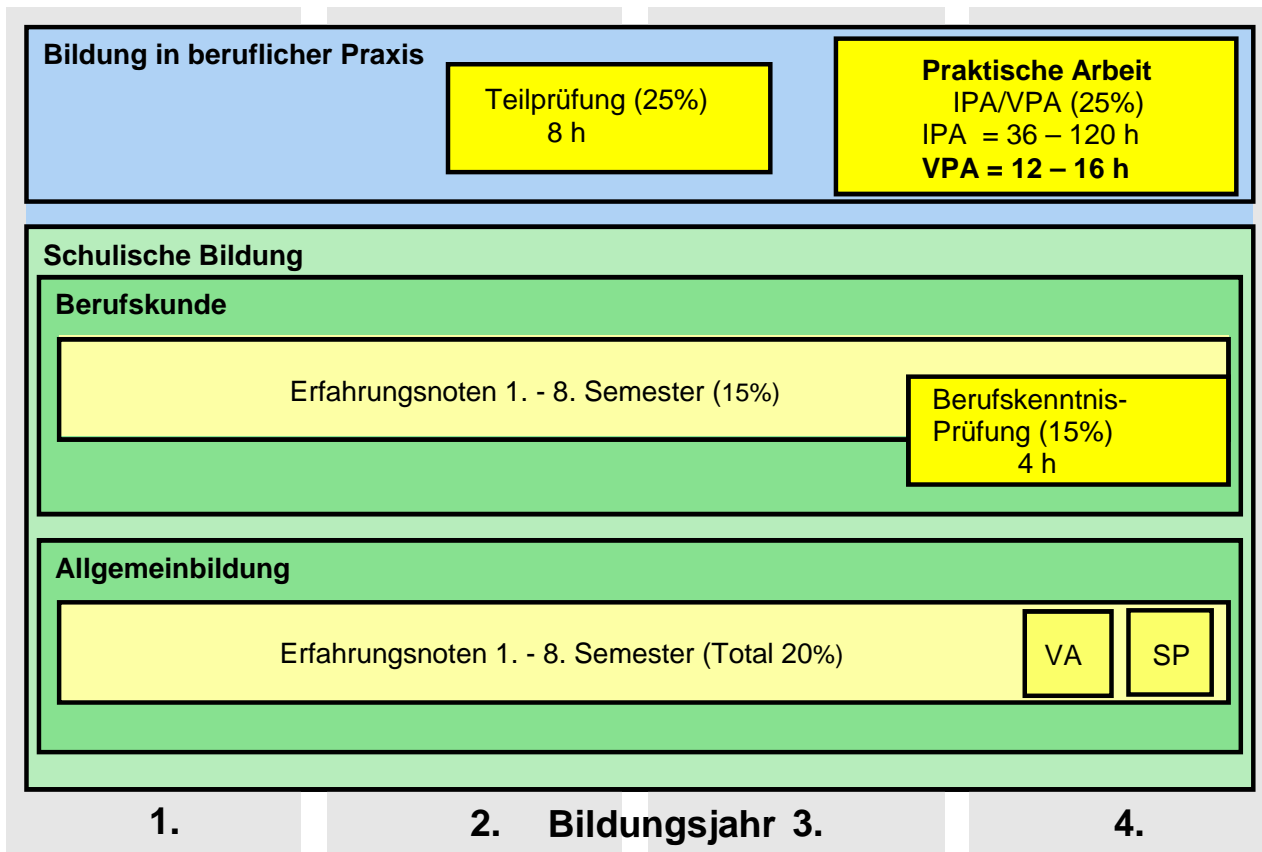 Bildung in beruflicher Praxis
Teilprüfung (25%)
8 h
Praktische Arbeit
IPA/VPA (25%)
IPA = 36 – 120 h
VPA = 12 – 16 h
Schulische Bildung
Berufskunde
Erfahrungsnoten 1. - 8. Semester (15%)
Berufskenntnis-
Prüfung (15%)
4 h
Allgemeinbildung
Erfahrungsnoten 1. - 8. Semester (Total 20%)
VA
SP
1. 2. Bildungsjahr 3. 4.